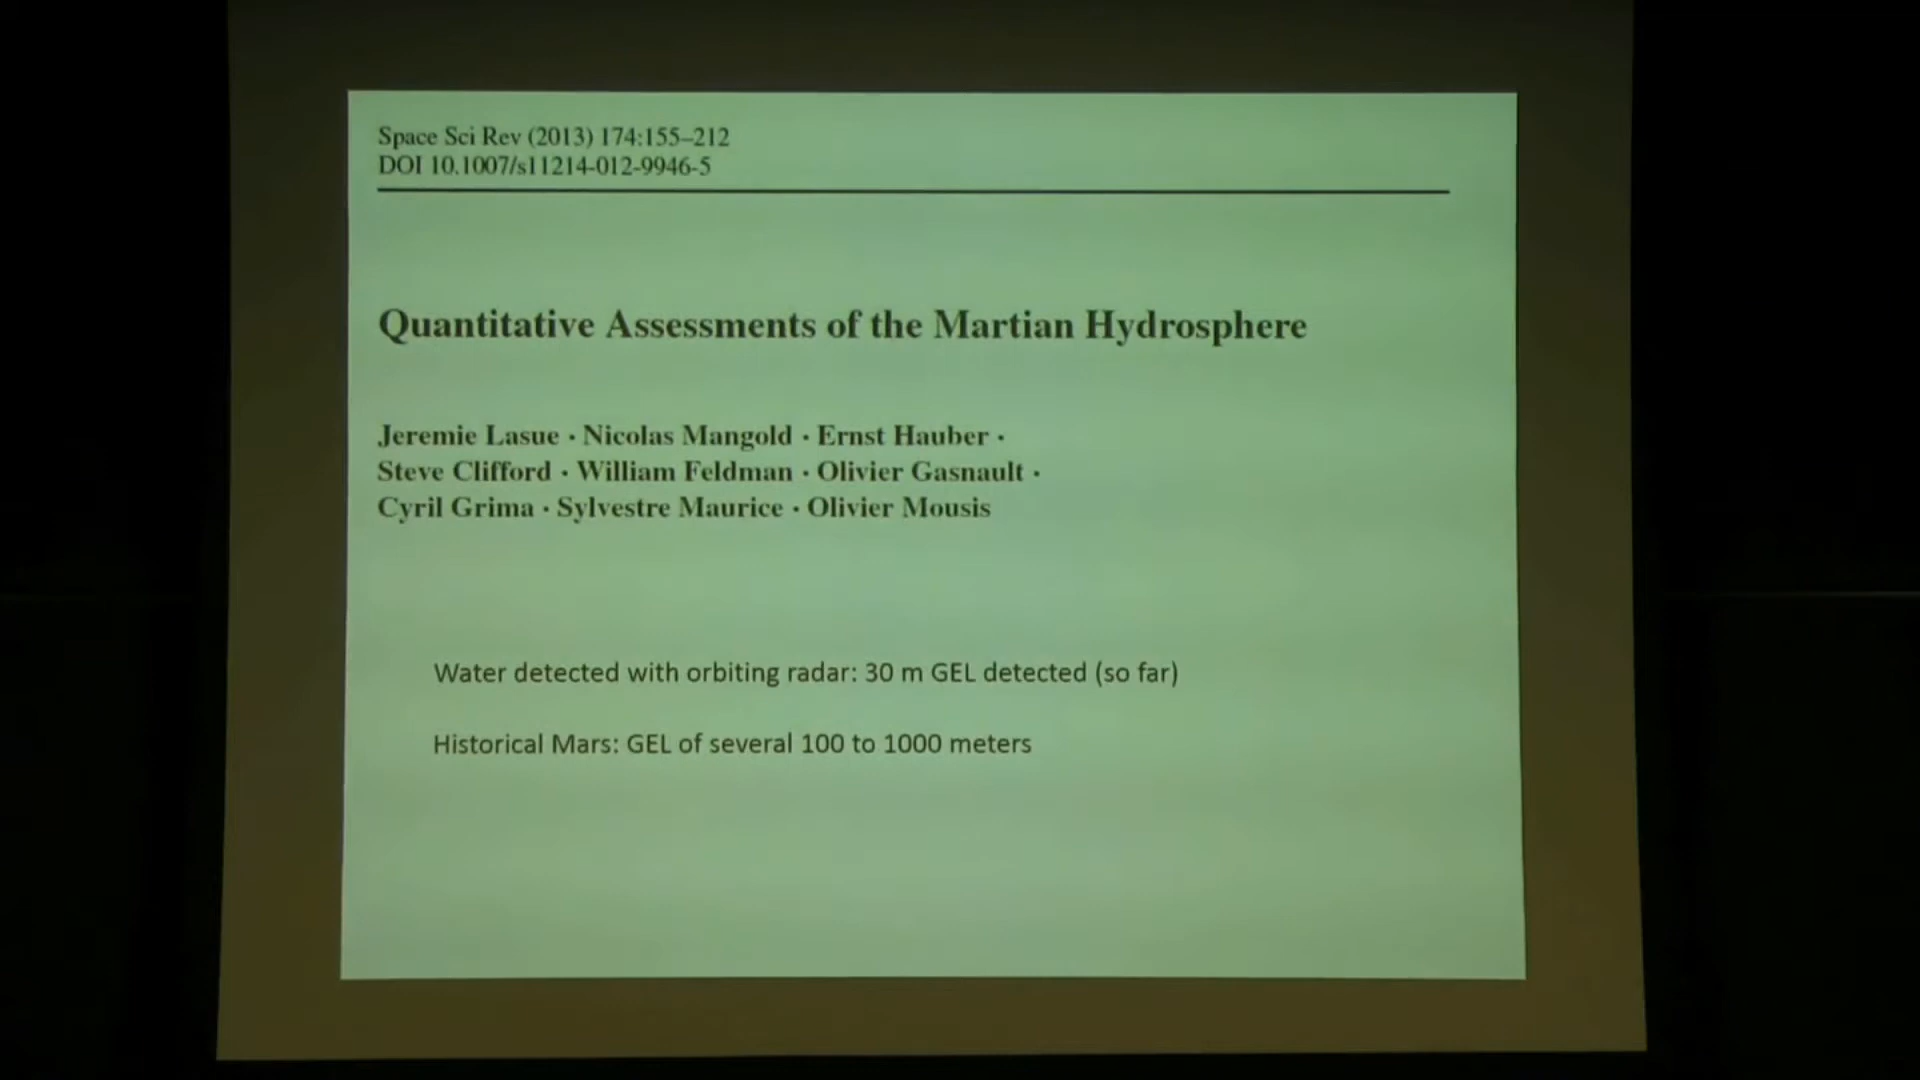 Space Sci Rev (2013) 174:155–212
DOI 10.1007/s11214-012-9946-5
Quantitative Assessments of the Martian Hydrosphere
Jeremie Lasue · Nicolas Mangold · Ernst Hauber ·
Steve Clifford · William Feldman · Olivier Gasnault ·
Cyril Grima · Sylvestre Maurice · Olivier Mousis
Water detected with orbiting radar: 30 m GEL detected (so far)
Historical Mars: GEL of several 100 to 1000 meters